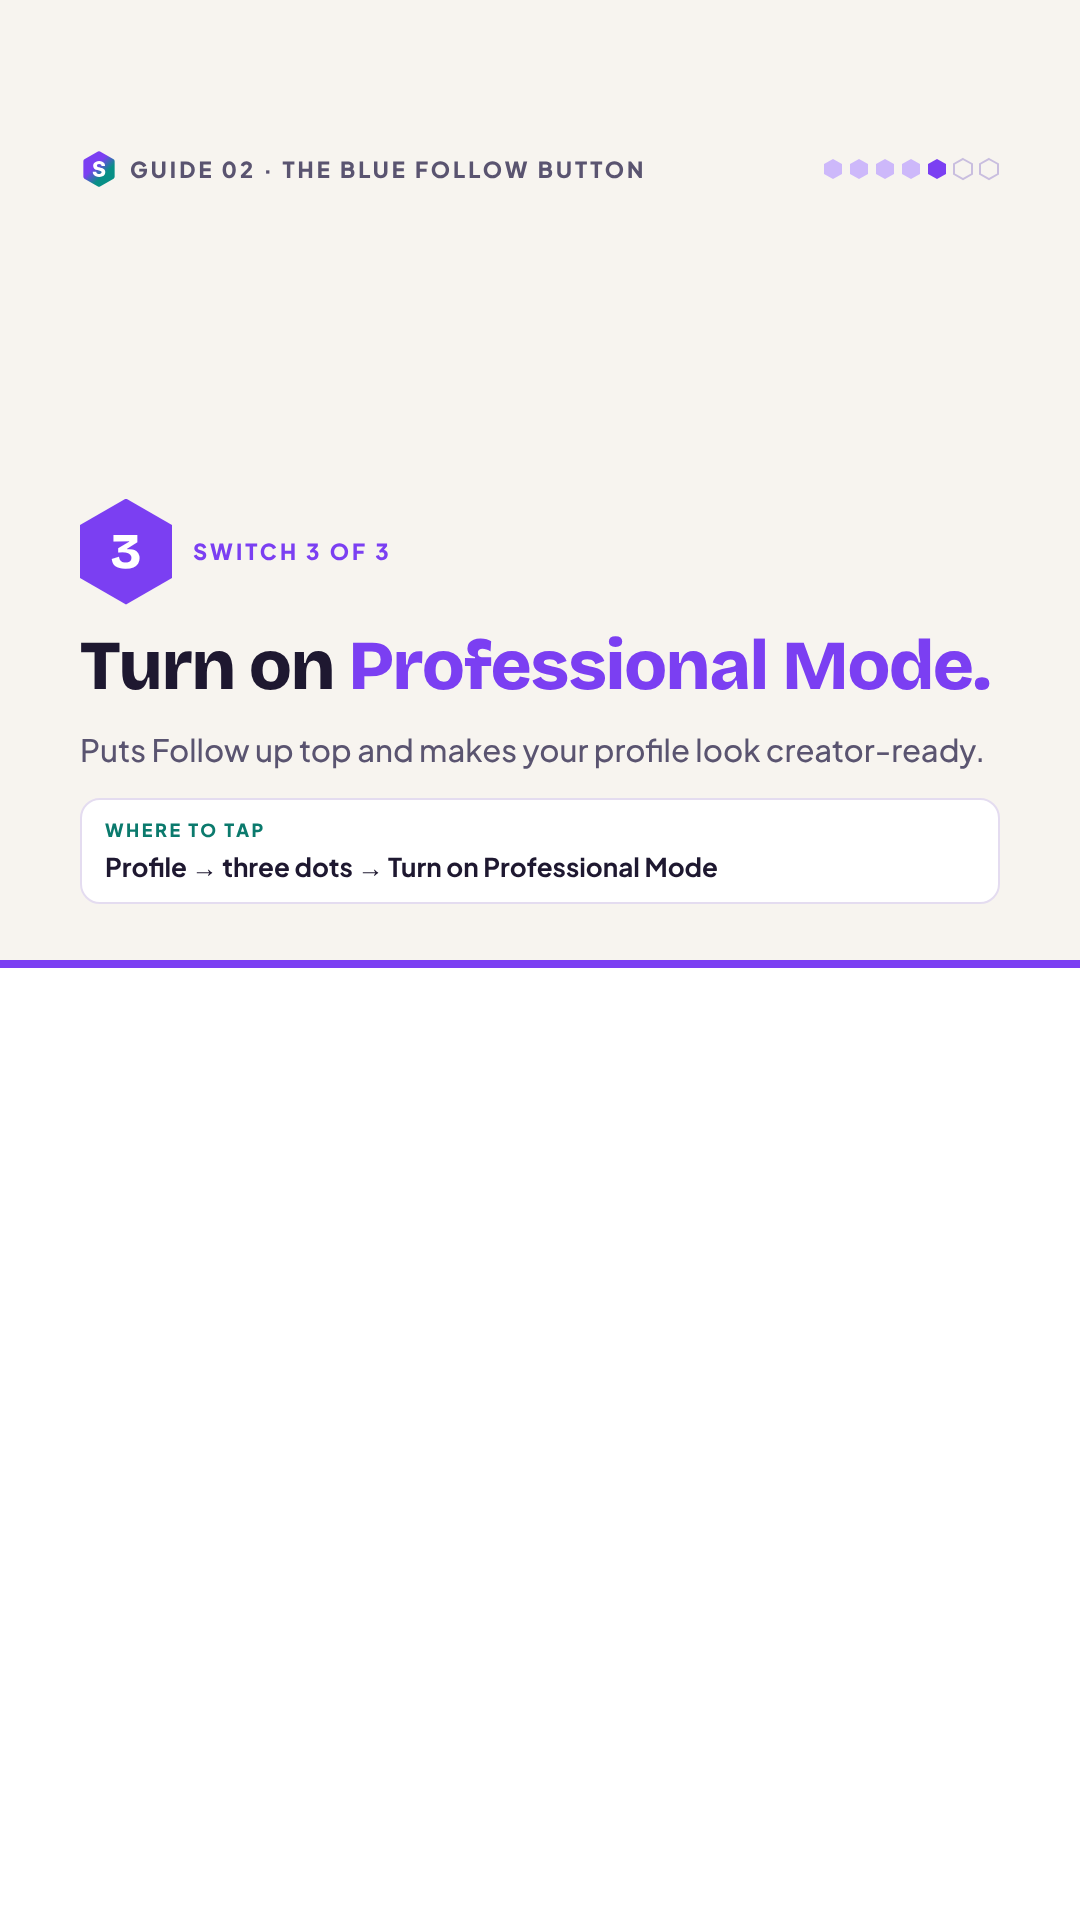 S GUIDE 02 · THE BLUE FOLLOW BUTTON
3 SWITCH 3 OF 3
Turn on Professional Mode.
Puts Follow up top and makes your profile look creator-ready.
WHERE TO TAP
Profile → three dots → Turn on Professional Mode